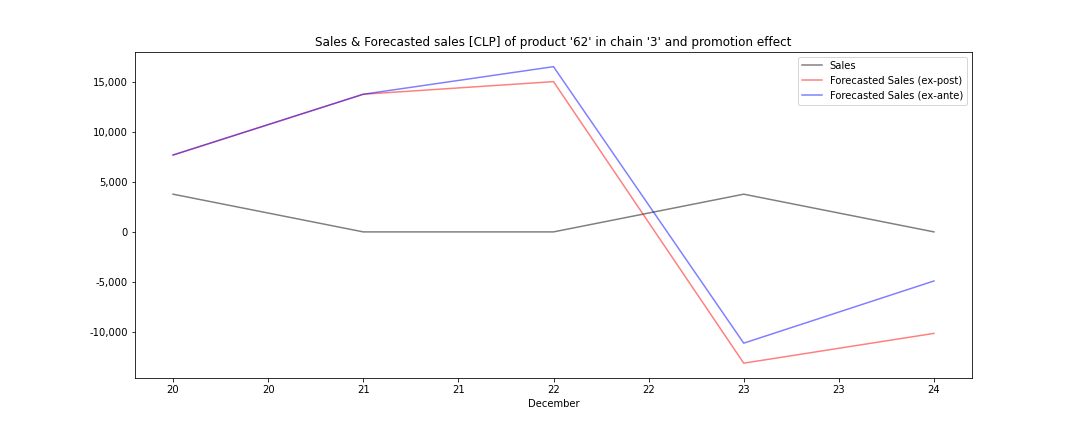 Sales & Forecasted sales [CLP] of product '62' in chain '3' and promotion effect
Sales
Forecasted Sales (ex-post)
Forecasted Sales (ex-ante)
15,000
10,000
5,000
0
-5,000
-10,000
20 20 21 21 22 22 23 23 24
December